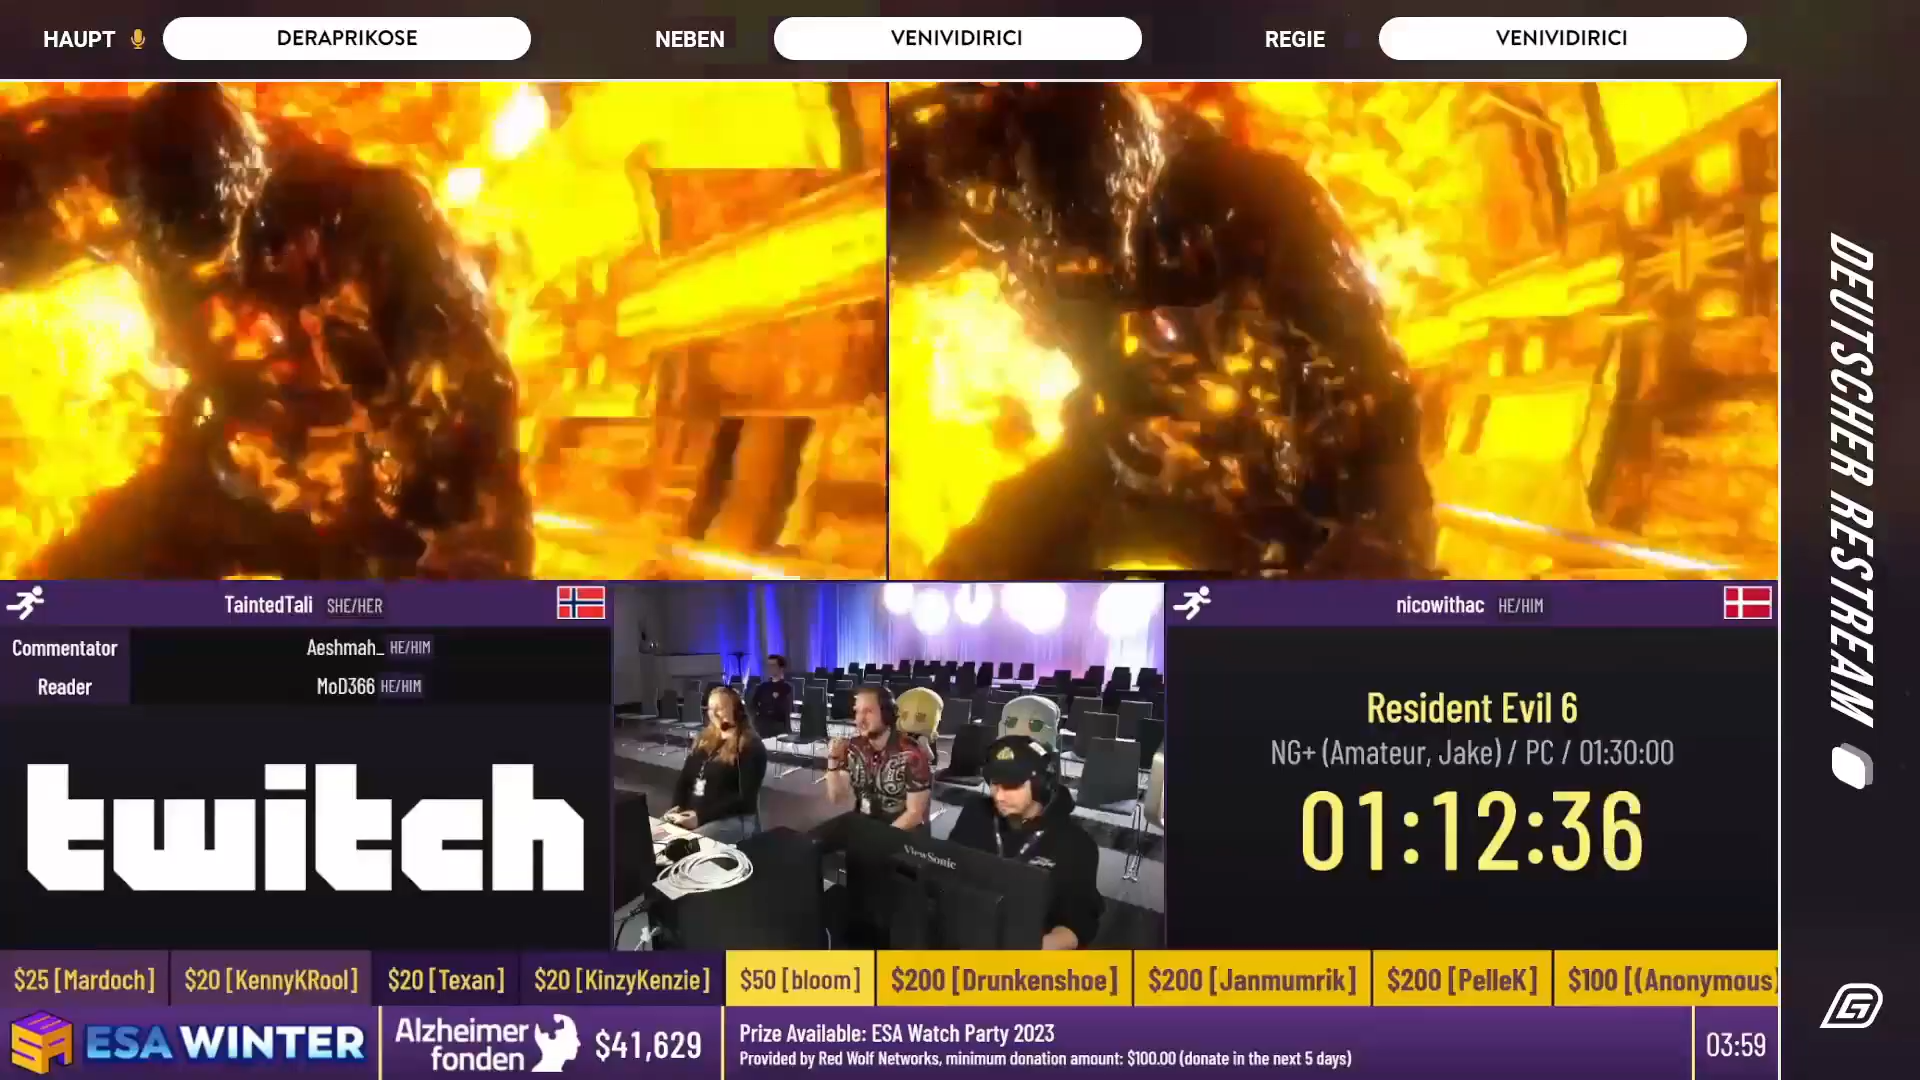 HAUPT
DERAPRIKOSE
NEBEN
VENIVIDIRICI
REGIE
VENIVIDIRICI
DEUTSCHER RESTREAM
TaintedTali SHE/HER
Commentator
Aeshmah_ HE/HIM
Reader
MoD366 HE/HIM
twitch
ViewSonic
nicowithac HE/HIM
Resident Evil 6
NG+ (Amateur, Jake) / PC / 01:30:00
01:12:36
$25 [Mardoch]
$20 [KennyKRool]
$20 [Texan]
$20 [KinzyKenzie]
$50 [bloom]
$200 [Drunkenshoe]
$200 [Janmumrik]
$200 [PelleK]
$100 [(Anonymous)
ESA WINTER
Alzheimer
fonden
$41,629
Prize Available: ESA Watch Party 2023
Provided by Red Wolf Networks, minimum donation amount: $100.00 (donate in the next 5 days)
03:59